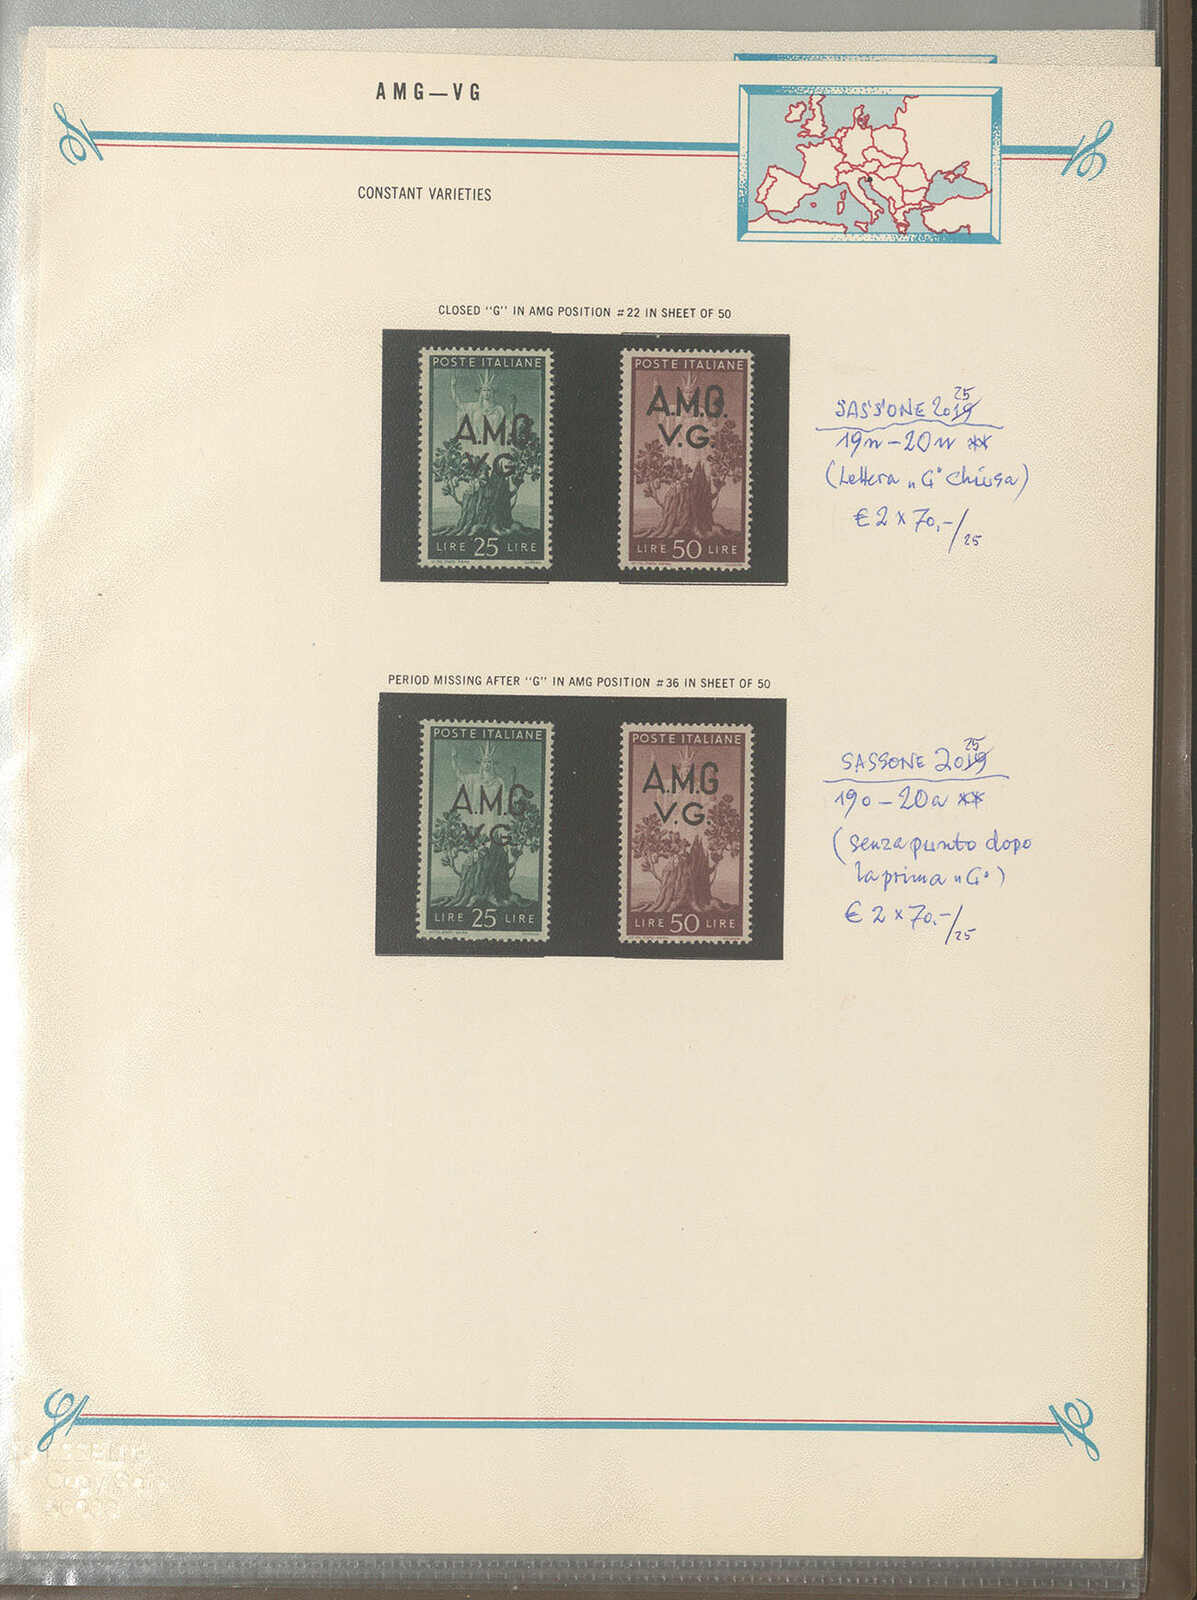 AMG—VG
CONSTANT VARIETIES
CLOSED "G" IN AMG POSITION #22 IN SHEET OF 50
POSTE ITALIANE
A.M.G.
V.G.
LIRE 25 LIRE
POSTE ITALIANE
A.M.G.
V.G.
LIRE 50 LIRE
25
SASSONE 2019
19n - 20n **
(Lettera "G" chiusa)
€ 2 x 70,-/25
PERIOD MISSING AFTER "G" IN AMG POSITION #36 IN SHEET OF 50
POSTE ITALIANE
A.M.G
V.G.
LIRE 25 LIRE
POSTE ITALIANE
A.M.G
V.G.
LIRE 50 LIRE
25
SASSONE 2019
19o - 20o **
(senza punto dopo
la prima "G")
€ 2 x 70,-/25